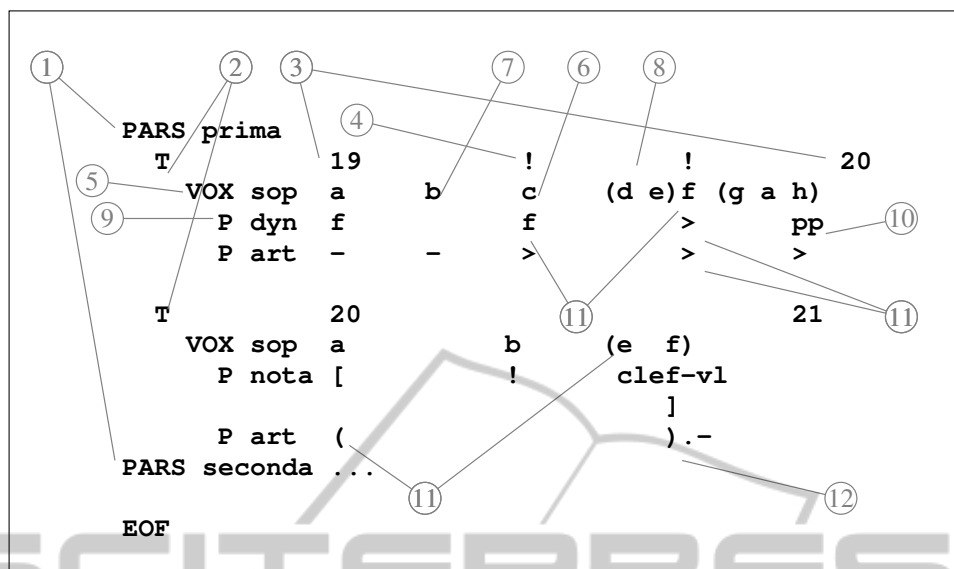 ① ② ③ ⑦ ⑥ ⑧
PARS prima ④
T 19 ! ! 20
⑤ VOX sop a b c (d e)f (g a h)
⑨ P dyn f f > pp ⑩
P art – – > > >
⑪ ⑪
T 20 21
VOX sop a b (e f)
P nota [ ! clef–vl
]
P art ( ).–
PARS seconda ... ⑪ ⑫
EOF
SCITEPRESS